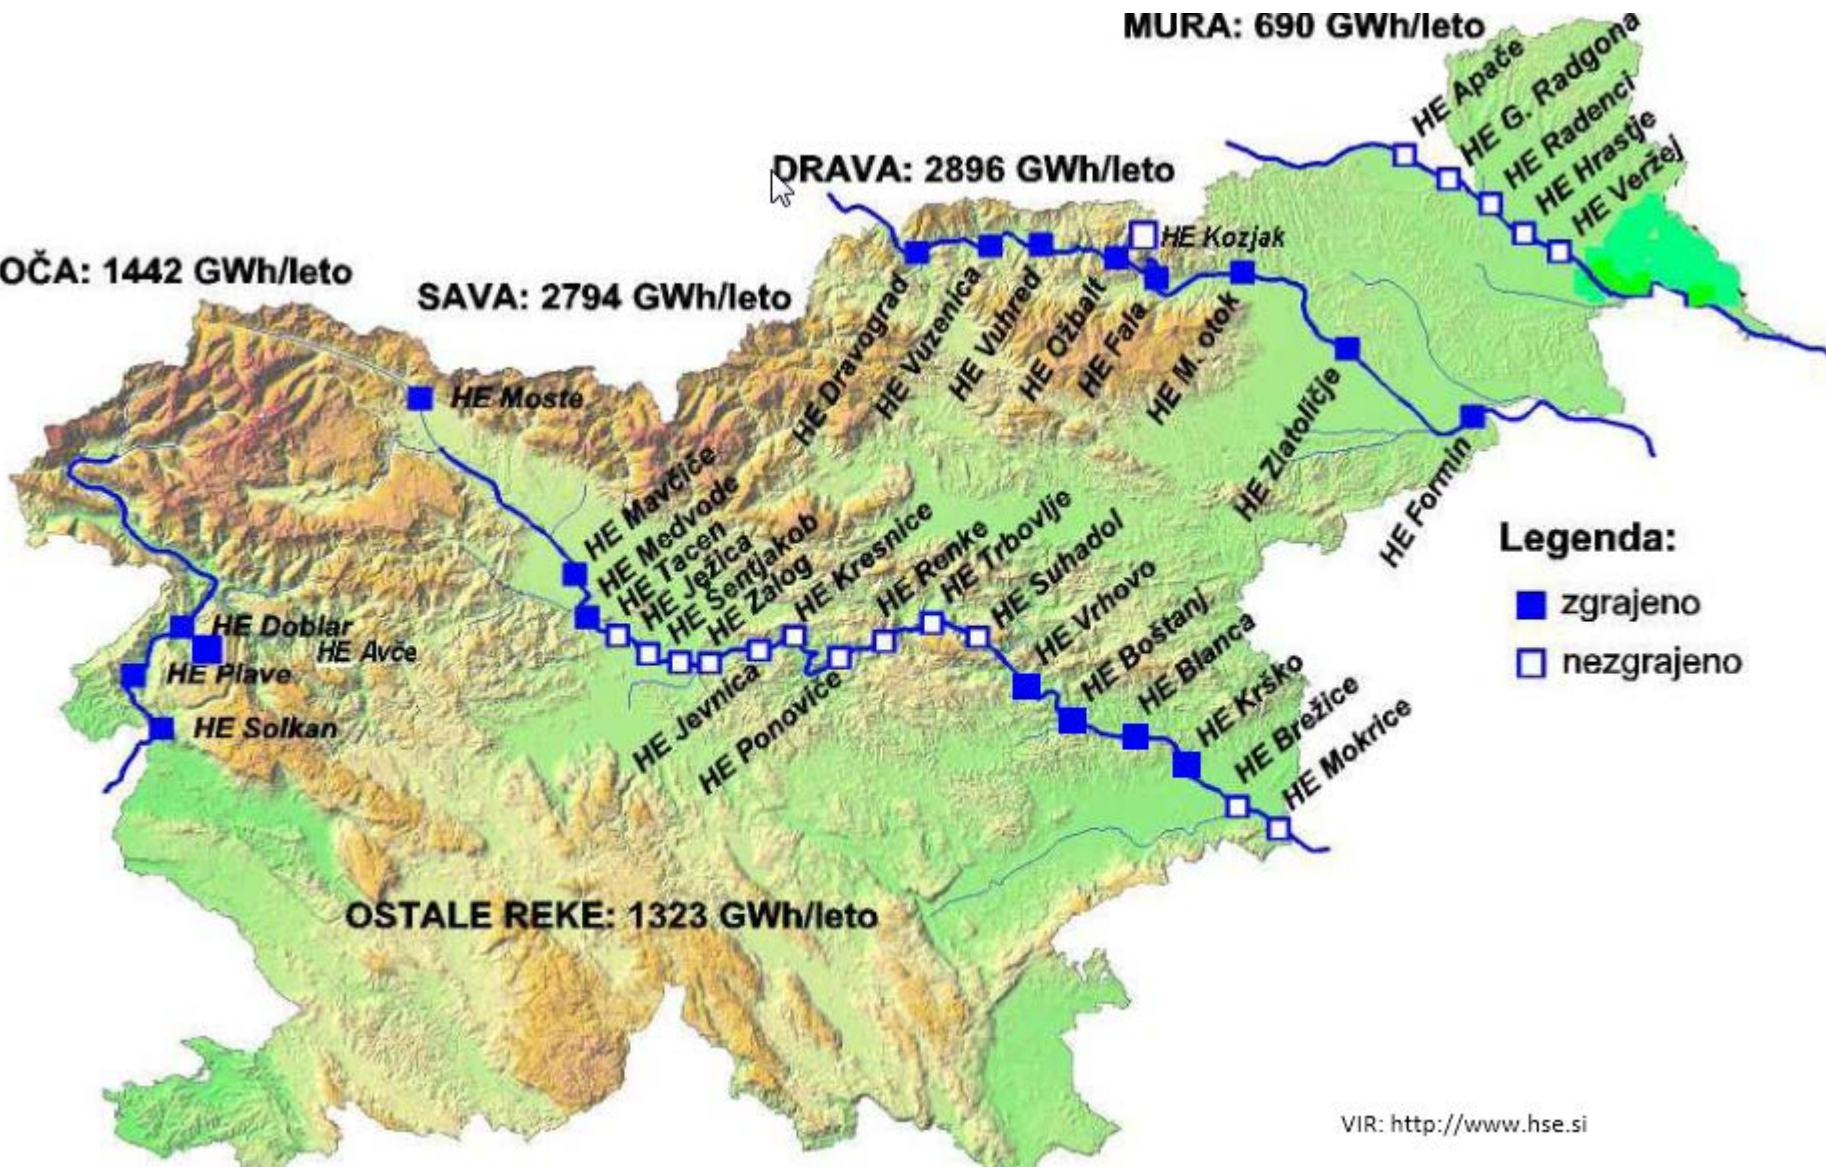 MURA: 690 GWh/leto
HE Apače
HE G. Radgona
HE Radenci
HE Hrastje
HE Veržej
DRAVA: 2896 GWh/leto
HE Kozjak
OČA: 1442 GWh/leto
SAVA: 2794 GWh/leto
HE Dravograd
HE Vuzenica
HE Vuhred
HE Ožbalt
HE Fala
HE M. otok
HE Zlatoličje
HE Formin
HE Moste
HE Mavčiče
HE Medvode
HE Tacen
HE Ježica
HE Šentjakob
HE Zalog
HE Kresnice
HE Renke
HE Trbovlje
HE Suhadol
HE Vrhovo
HE Boštanj
HE Blanca
HE Krško
HE Brežice
HE Mokrice
HE Jevnica
HE Ponoviče
HE Doblar
HE Avče
HE Plave
HE Solkan
Legenda:
zgrajeno
nezgrajeno
OSTALE REKE: 1323 GWh/leto
VIR: http://www.hse.si